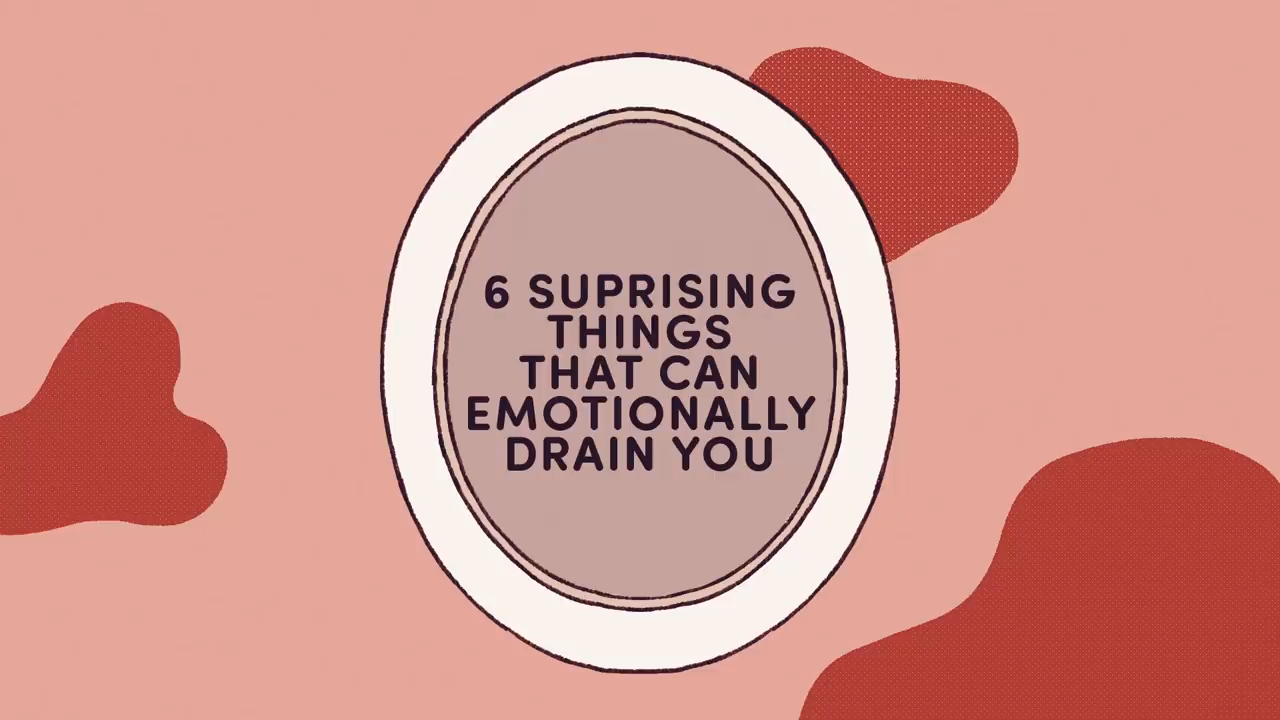 6 SUPRISING
THINGS
THAT CAN
EMOTIONALLY
DRAIN YOU